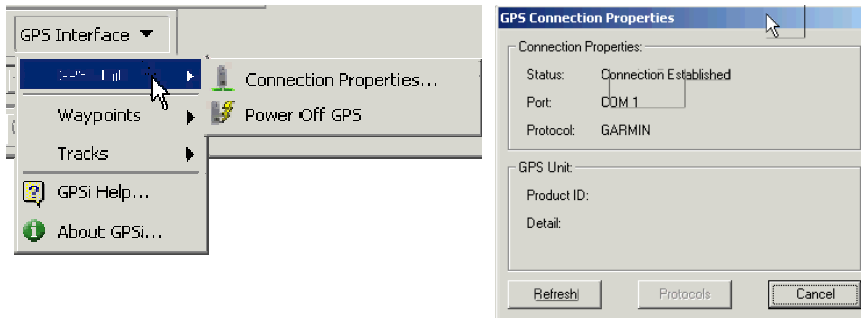 GPS Interface
Connection Properties...
Power Off GPS
Waypoints
Tracks
GPSi Help...
About GPSi...
GPS Connection Properties
Connection Properties:
Status: Connection Established
Port: COM 1
Protocol: GARMIN
GPS Unit:
Product ID:
Detail:
Refresh Protocols Cancel